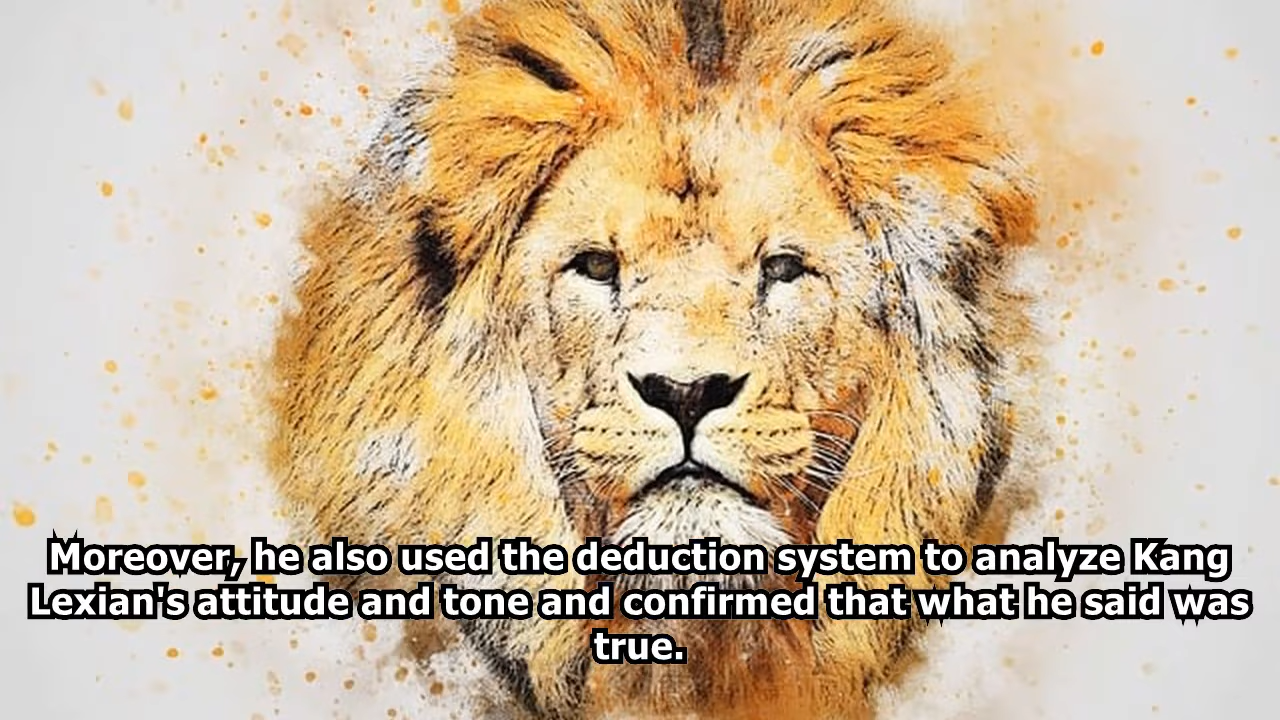 Moreover, he also used the deduction system to analyze Kang
Lexian's attitude and tone and confirmed that what he said was
true.